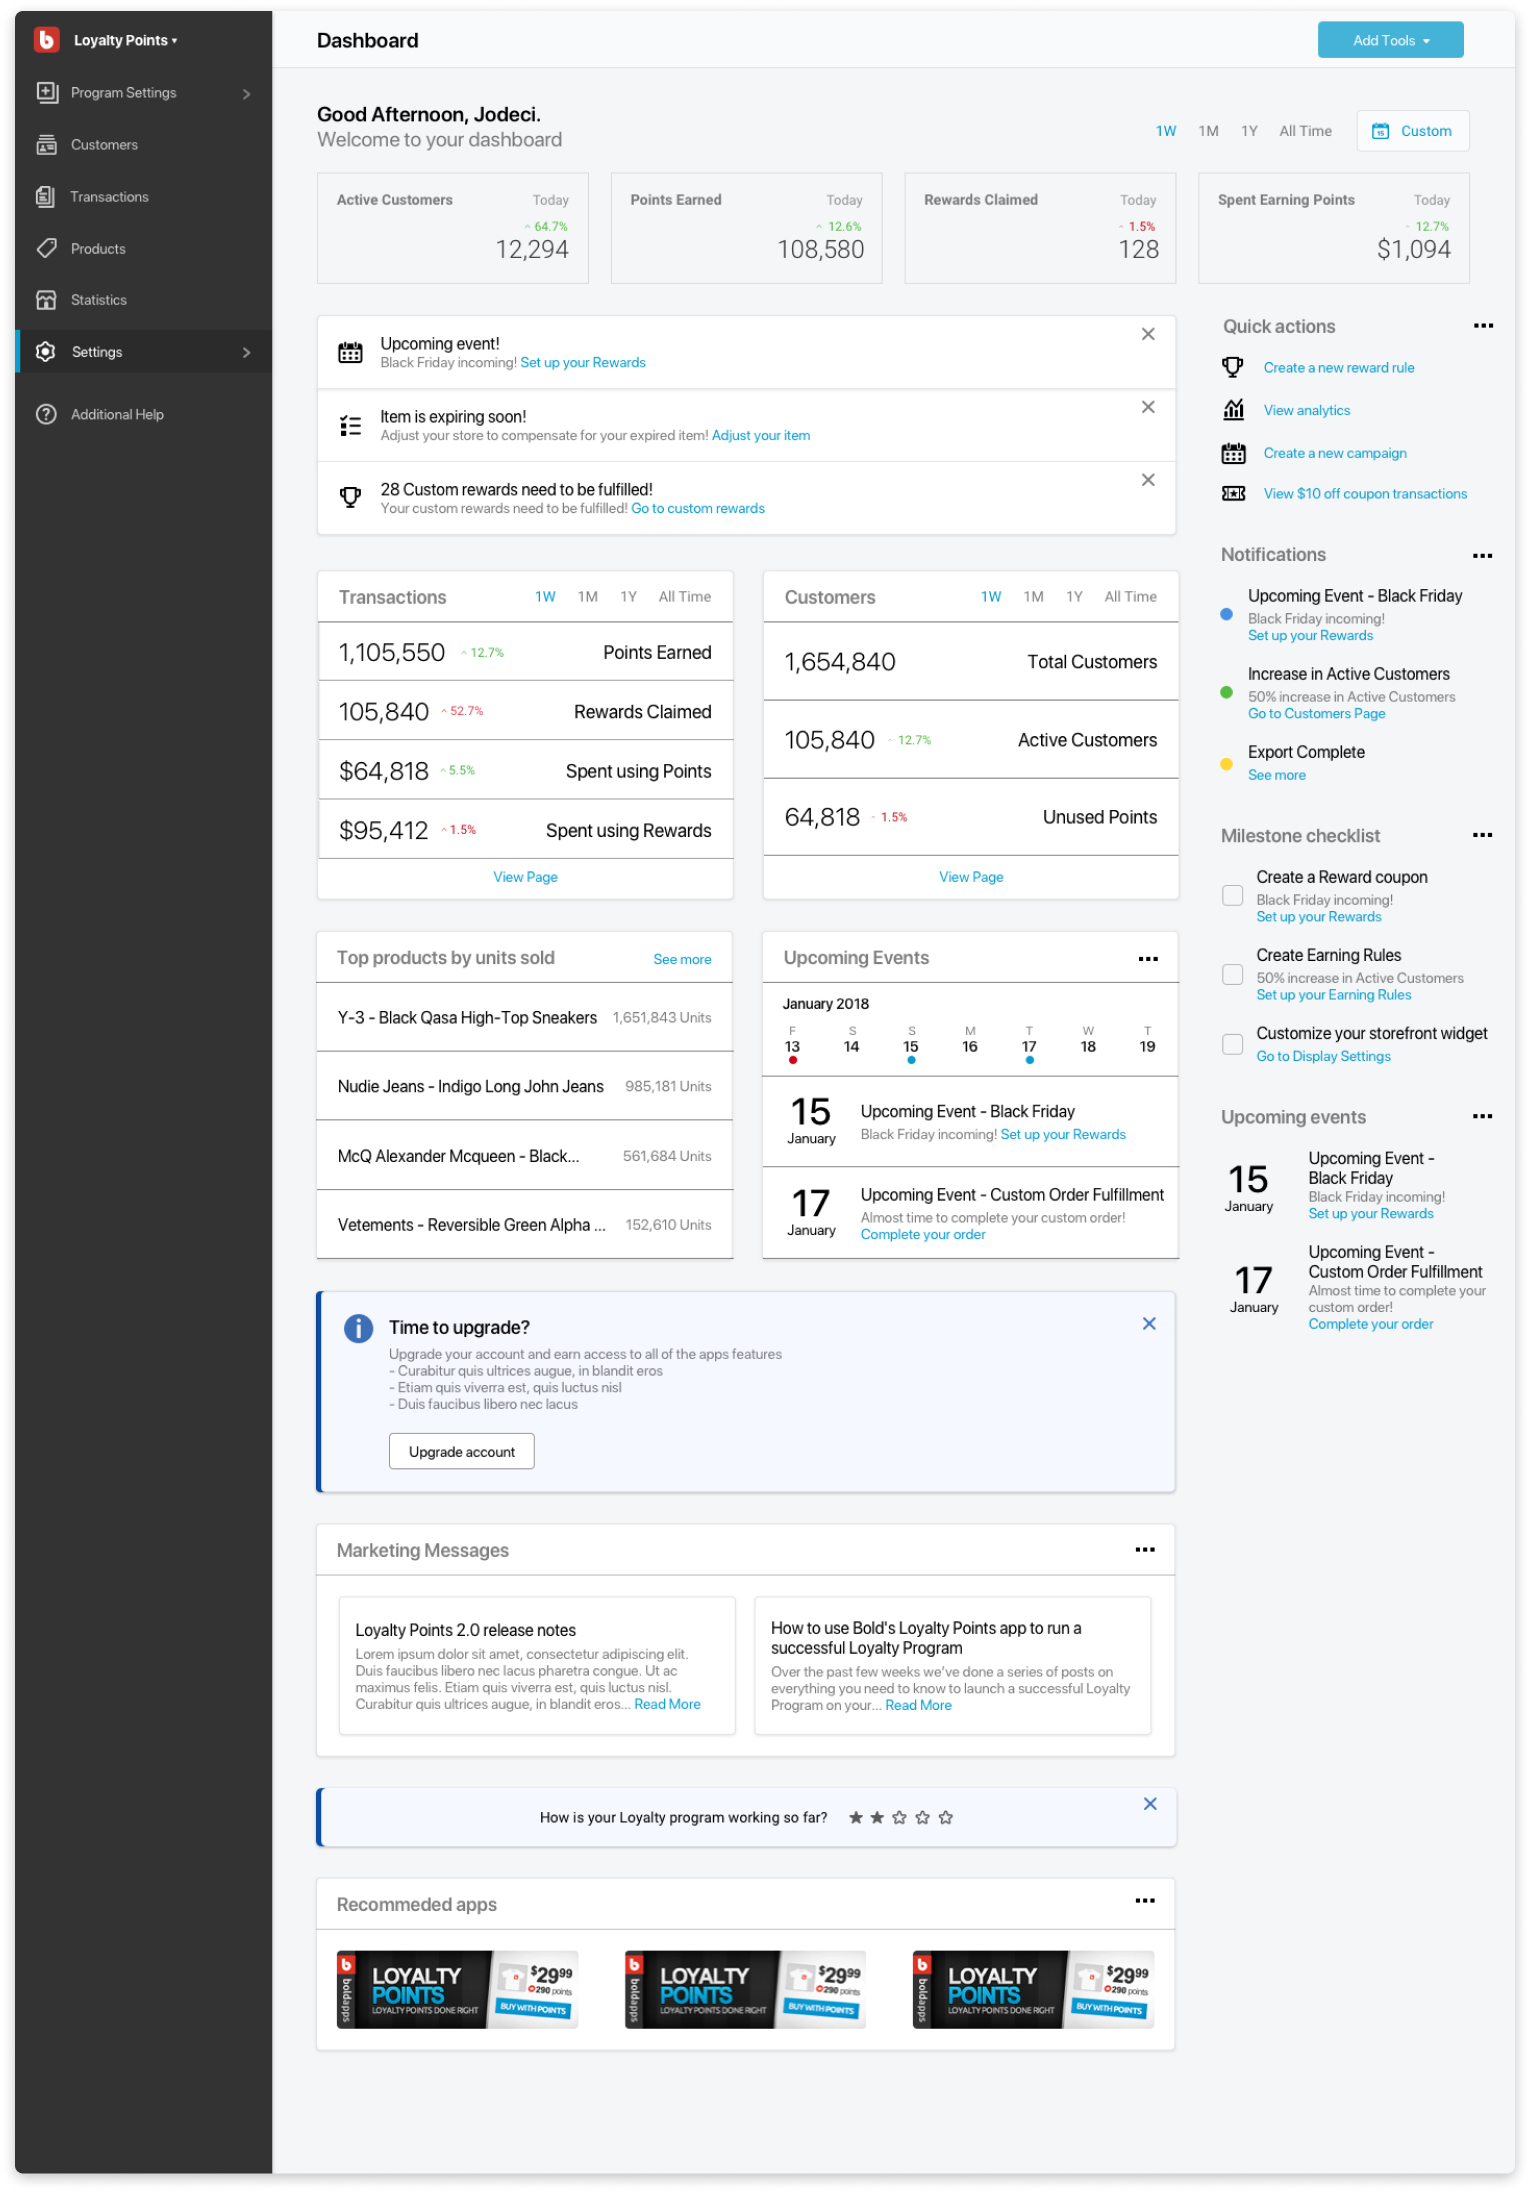 Loyalty Points
Program Settings
Customers
Transactions
Products
Statistics
Settings
Additional Help
Dashboard
Add Tools
Good Afternoon, Jodeci.
Welcome to your dashboard
1W 1M 1Y All Time
15
Custom
Active Customers Today
64.7%
12,294
Points Earned Today
12.6%
108,580
Rewards Claimed Today
1.5%
128
Spent Earning Points Today
12.7%
$1,094
Upcoming event!
Black Friday incoming! Set up your Rewards
Item is expiring soon!
Adjust your store to compensate for your expired item! Adjust your item
28 Custom rewards need to be fulfilled!
Your custom rewards need to be fulfilled! Go to custom rewards
Transactions 1W 1M 1Y All Time
1,105,550 12.7% Points Earned
105,840 52.7% Rewards Claimed
$64,818 5.5% Spent using Points
$95,412 1.5% Spent using Rewards
View Page
Customers 1W 1M 1Y All Time
1,654,840 Total Customers
105,840 12.7% Active Customers
64,818 1.5% Unused Points
View Page
Top products by units sold See more
Y-3 - Black Qasa High-Top Sneakers 1,651,843 Units
Nudie Jeans - Indigo Long John Jeans 985,181 Units
McQ Alexander Mcqueen - Black... 561,684 Units
Vetements - Reversible Green Alpha ... 152,610 Units
Upcoming Events
January 2018
F S S M T W T
13 14 15 16 17 18 19
15
January
Upcoming Event - Black Friday
Black Friday incoming! Set up your Rewards
17
January
Upcoming Event - Custom Order Fulfillment
Almost time to complete your custom order!
Complete your order
Time to upgrade?
Upgrade your account and earn access to all of the apps features
- Curabitur quis ultrices augue, in blandit eros
- Etiam quis viverra est, quis luctus nisl
- Duis faucibus libero nec lacus
Upgrade account
Marketing Messages
Loyalty Points 2.0 release notes
Lorem ipsum dolor sit amet, consectetur adipiscing elit.
Duis faucibus libero nec lacus pharetra congue. Ut ac
maximus felis. Etiam quis viverra est, quis luctus nisl.
Curabitur quis ultrices augue, in blandit eros... Read More
How to use Bold's Loyalty Points app to run a
successful Loyalty Program
Over the past few weeks we've done a series of posts on
everything you need to know to launch a successful Loyalty
Program on your... Read More
How is your Loyalty program working so far?
Recommeded apps
boldapps
LOYALTY
POINTS
LOYALTY POINTS DONE RIGHT
$2999
290 points
BUY WITH POINTS
boldapps
LOYALTY
POINTS
LOYALTY POINTS DONE RIGHT
$2999
290 points
BUY WITH POINTS
boldapps
LOYALTY
POINTS
LOYALTY POINTS DONE RIGHT
$2999
290 points
BUY WITH POINTS
Quick actions
Create a new reward rule
View analytics
Create a new campaign
View $10 off coupon transactions
Notifications
Upcoming Event - Black Friday
Black Friday incoming!
Set up your Rewards
Increase in Active Customers
50% increase in Active Customers
Go to Customers Page
Export Complete
See more
Milestone checklist
Create a Reward coupon
Black Friday incoming!
Set up your Rewards
Create Earning Rules
50% increase in Active Customers
Set up your Earning Rules
Customize your storefront widget
Go to Display Settings
Upcoming events
15
January
Upcoming Event -
Black Friday
Black Friday incoming!
Set up your Rewards
17
January
Upcoming Event -
Custom Order Fulfillment
Almost time to complete your
custom order!
Complete your order